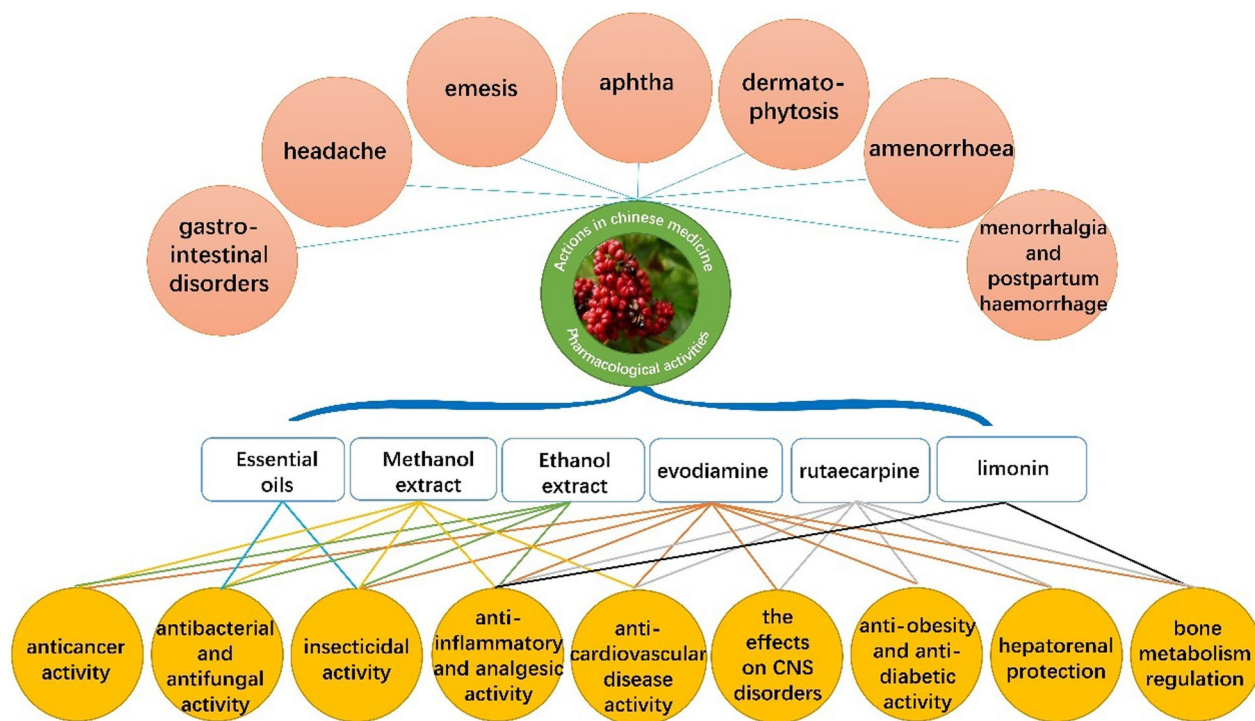 gastro-
intestinal
disorders
headache
emesis
aphtha
dermato-
phytosis
amenorrhoea
menorrhalgia
and
postpartum
haemorrhage
Actions in chinese medicine
Pharmacological activities
Essential
oils
Methanol
extract
Ethanol
extract
evodiamine
rutaecarpine
limonin
anticancer
activity
antibacterial
and
antifungal
activity
insecticidal
activity
anti-
inflammatory
and analgesic
activity
anti-
cardiovascular
disease
activity
the
effects
on CNS
disorders
anti-obesity
and anti-
diabetic
activity
hepatorenal
protection
bone
metabolism
regulation